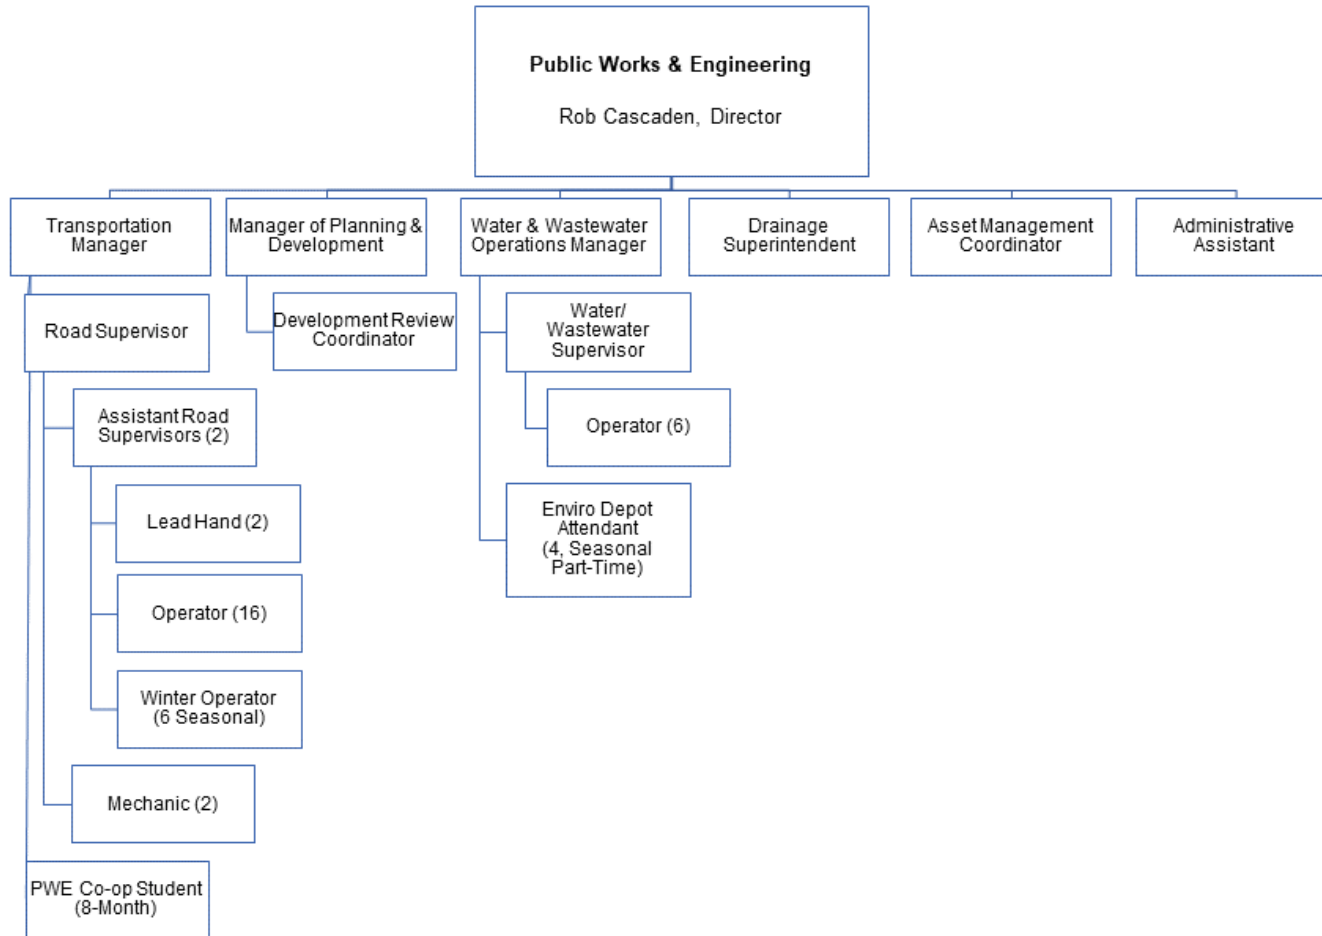 Public Works & Engineering
Rob Cascaden, Director
Transportation
Manager
Manager of Planning &
Development
Water & Wastewater
Operations Manager
Drainage
Superintendent
Asset Management
Coordinator
Administrative
Assistant
Road Supervisor
Development Review
Coordinator
Water/
Wastewater
Supervisor
Assistant Road
Supervisors (2)
Operator (6)
Lead Hand (2)
Enviro Depot
Attendant
(4, Seasonal
Part-Time)
Operator (16)
Winter Operator
(6 Seasonal)
Mechanic (2)
PWE Co-op Student
(8-Month)